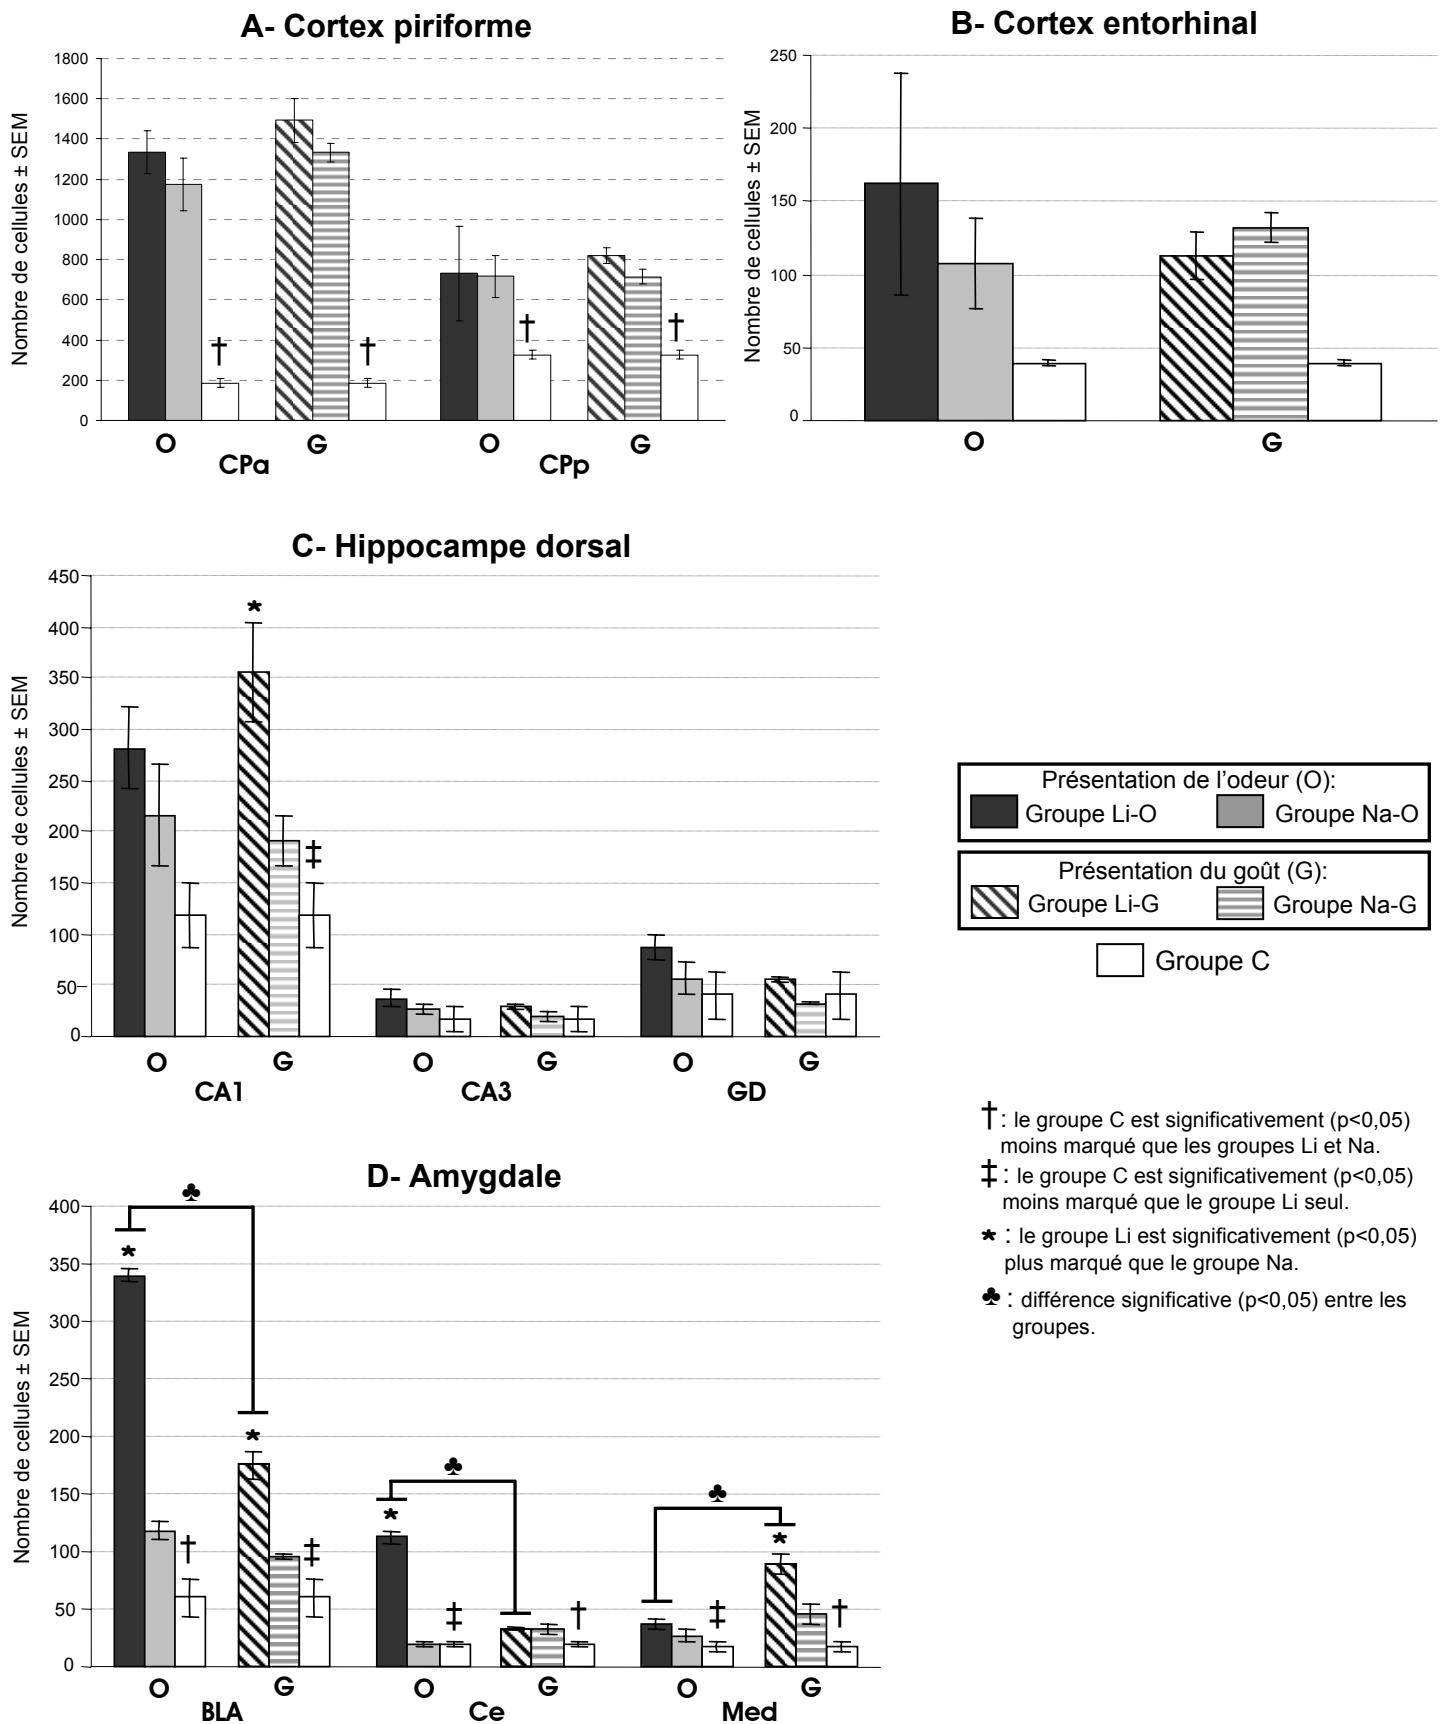 A- Cortex piriforme
Nombre de cellules ± SEM
1800
1600
1400
1200
1000
800
600
400
200
0
† † † †
O G O G
CPa CPp
B- Cortex entorhinal
Nombre de cellules ± SEM
250
200
150
100
50
0
O G
C- Hippocampe dorsal
Nombre de cellules ± SEM
450
400
350
300
250
200
150
100
50
0
* ‡
O G O G O G
CA1 CA3 GD
Présentation de l'odeur (O):
Groupe Li-O Groupe Na-O
Présentation du goût (G):
Groupe Li-G Groupe Na-G
Groupe C
† : le groupe C est significativement (p<0,05)
moins marqué que les groupes Li et Na.
‡ : le groupe C est significativement (p<0,05)
moins marqué que le groupe Li seul.
* : le groupe Li est significativement (p<0,05)
plus marqué que le groupe Na.
♣ : différence significative (p<0,05) entre les
groupes.
D- Amygdale
Nombre de cellules ± SEM
400
350
300
250
200
150
100
50
0
♣ ♣ ♣
* † * ‡ * ‡ † ‡ * †
O G O G O G
BLA Ce Med